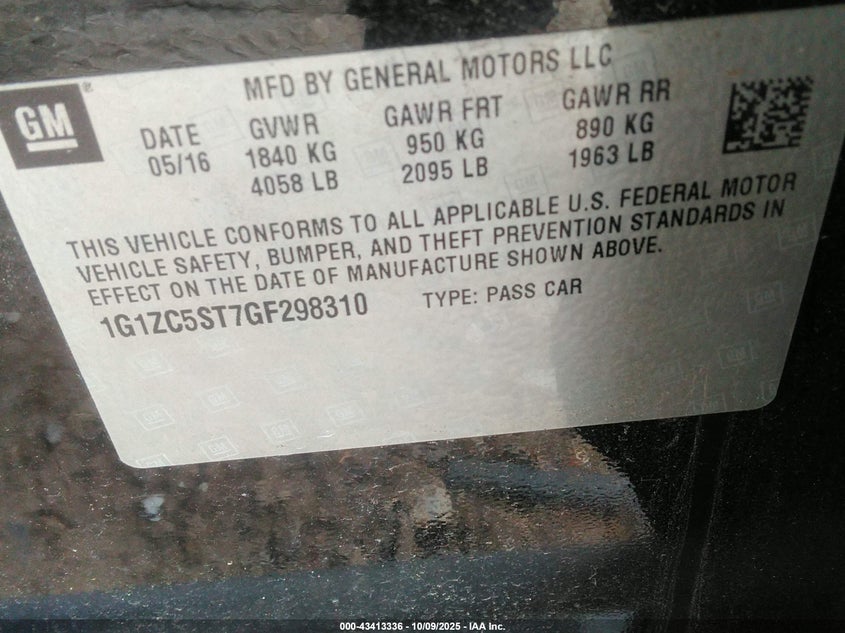 GM
MFD BY GENERAL MOTORS LLC
DATE GVWR GAWR FRT GAWR RR
05/16 1840 KG 950 KG 890 KG
4058 LB 2095 LB 1963 LB
THIS VEHICLE CONFORMS TO ALL APPLICABLE U.S. FEDERAL MOTOR
VEHICLE SAFETY, BUMPER, AND THEFT PREVENTION STANDARDS IN
EFFECT ON THE DATE OF MANUFACTURE SHOWN ABOVE.
1G1ZC5ST7GF298310 TYPE: PASS CAR
000-43413336 - 10/09/2025 - IAA Inc.